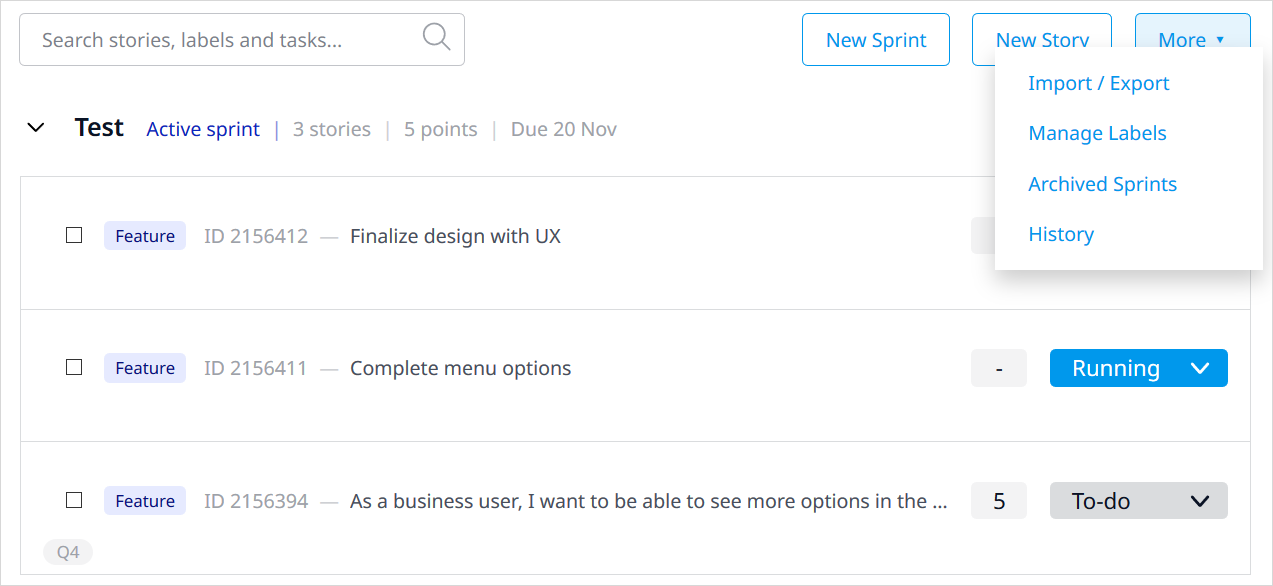 Search stories, labels and tasks...
New Sprint
New Story
More
Import / Export
Manage Labels
Archived Sprints
History
Test Active sprint | 3 stories | 5 points | Due 20 Nov
Feature ID 2156412 — Finalize design with UX
Feature ID 2156411 — Complete menu options - Running
Feature ID 2156394 — As a business user, I want to be able to see more options in the ... 5 To-do
Q4